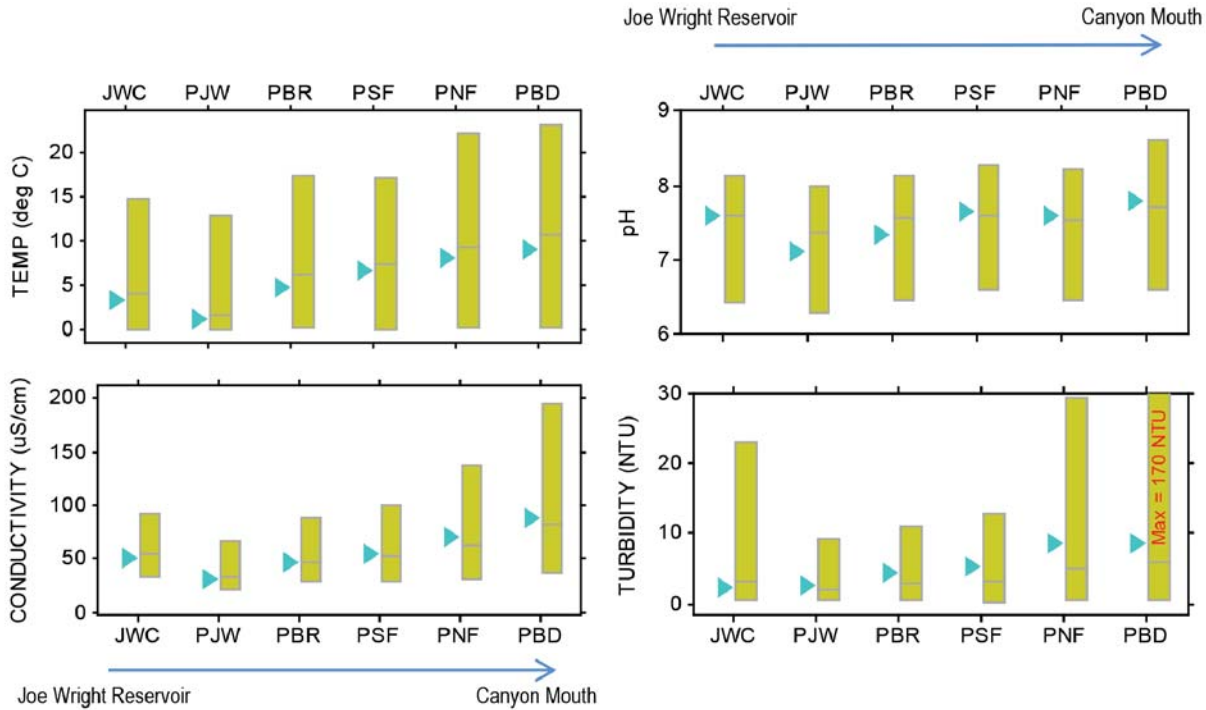 Joe Wright Reservoir Canyon Mouth
JWC PJW PBR PSF PNF PBD
TEMP (deg C)
20
15
10
5
0
JWC PJW PBR PSF PNF PBD
pH
9
8
7
6
CONDUCTIVITY (uS/cm)
200
150
100
50
0
JWC PJW PBR PSF PNF PBD
Joe Wright Reservoir Canyon Mouth
TURBIDITY (NTU)
30
20
10
0
Max = 170 NTU
JWC PJW PBR PSF PNF PBD